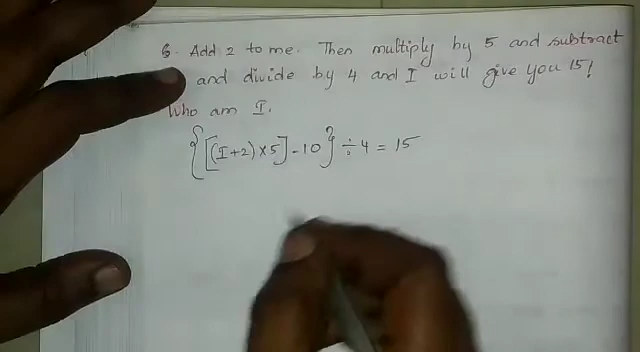 6. Add 2 to me. Then multiply by 5 and subtract
and divide by 4 and I will give you 15!
Who am I.
{[(I+2)×5]-10}÷4=15